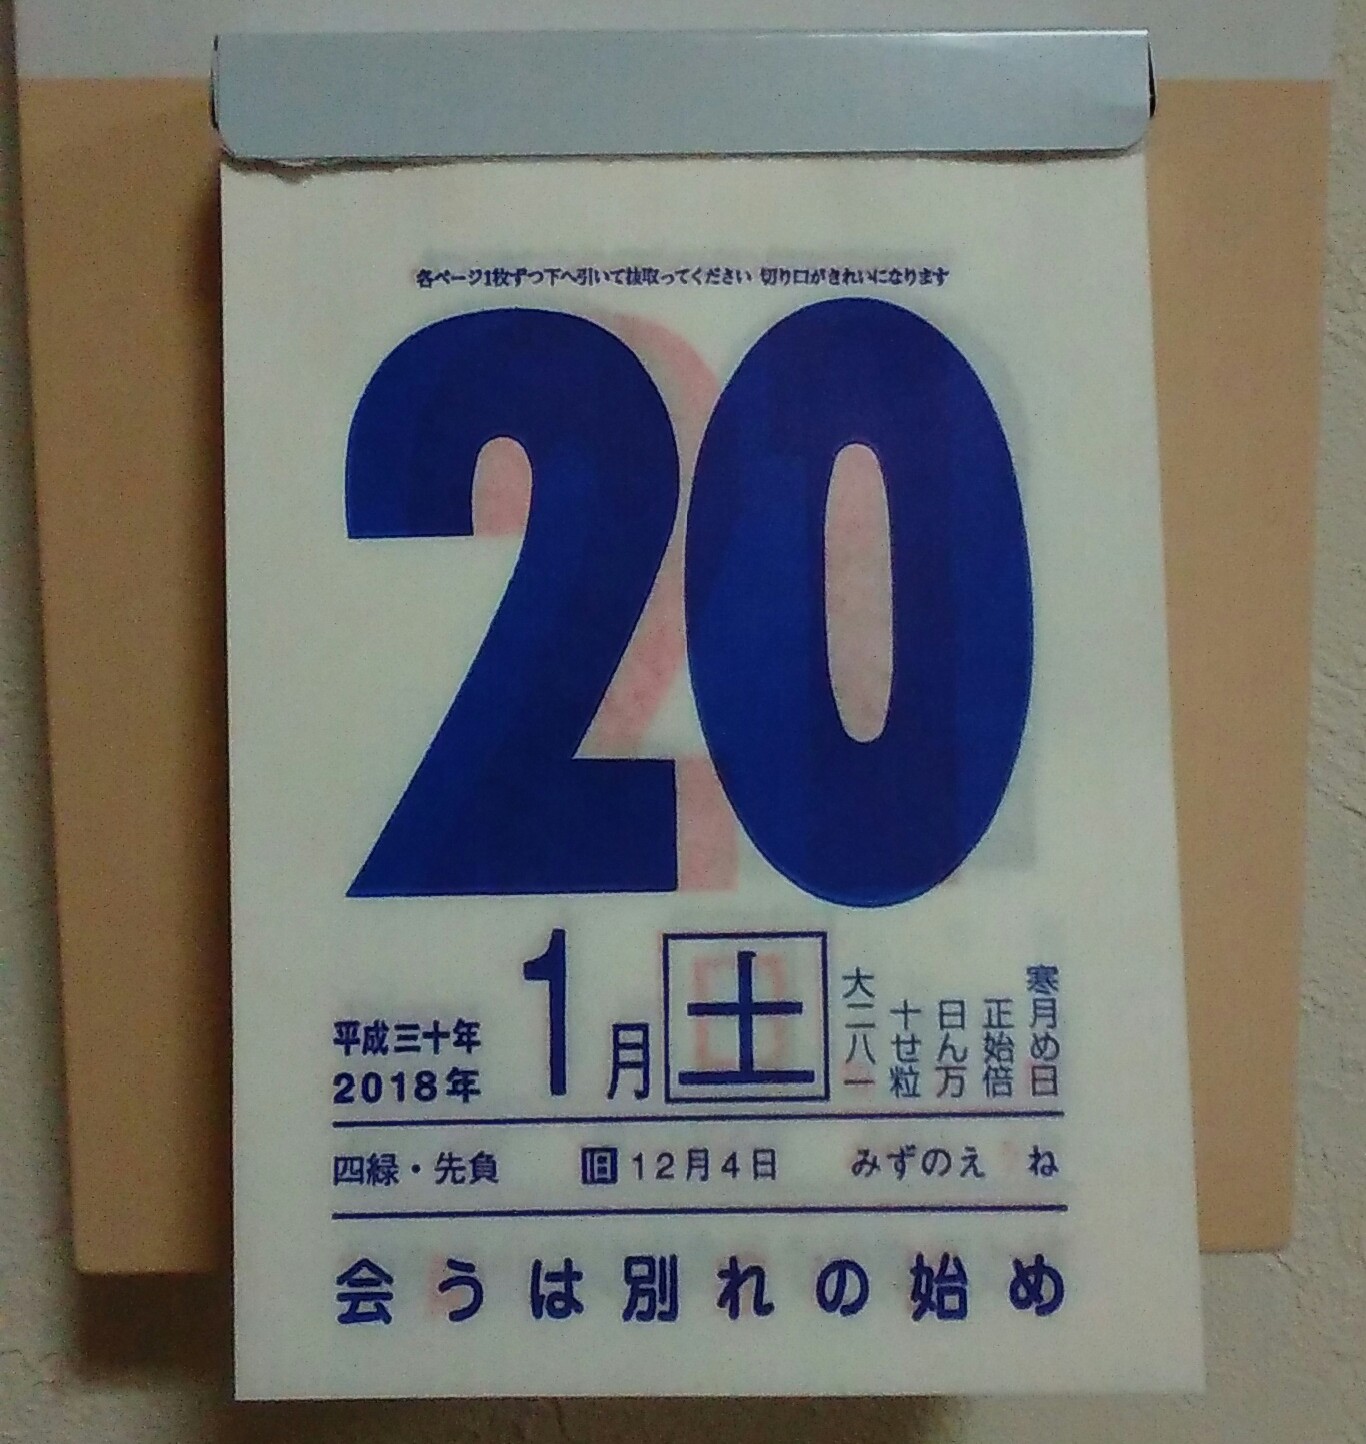 各ページ1枚ずつ下へ引いて抜取ってください 切り口がきれいになります
20
平成三十年
2018年
1月
土
大寒
二十日正月
八せん始め
一粒万倍日
四緑・先負 旧12月4日 みずのえ ね
会うは別れの始め